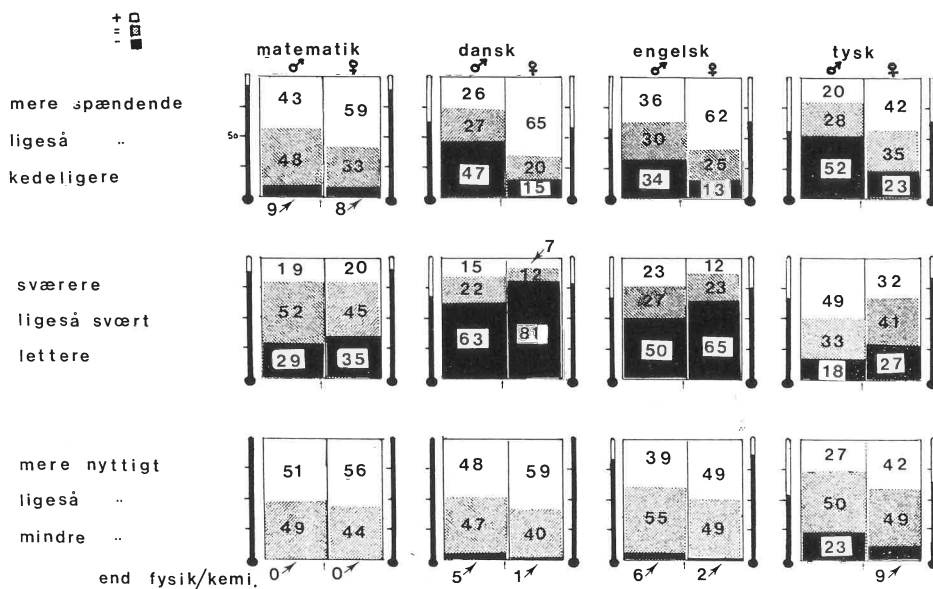 +
=
-
matematik dansk engelsk tysk
♂ ♀ ♂ ♀ ♂ ♀ ♂ ♀
mere spændende 43 59 26 65 36 62 20 42
50
ligeså „ 48 33 27 20 30 25 28 35
kedeligere 47 15 34 13 52 23
9 8
7
sværere 19 20 15 12 23 12 49 32
ligeså svært 52 45 22 27 23 33 41
lettere 29 35 63 81 50 65 18 27
mere nyttigt 51 56 48 59 39 49 27 42
ligeså „ 49 44 47 40 55 49 50 49
mindre „ 23
end fysik/kemi. 0 0 5 1 6 2 9